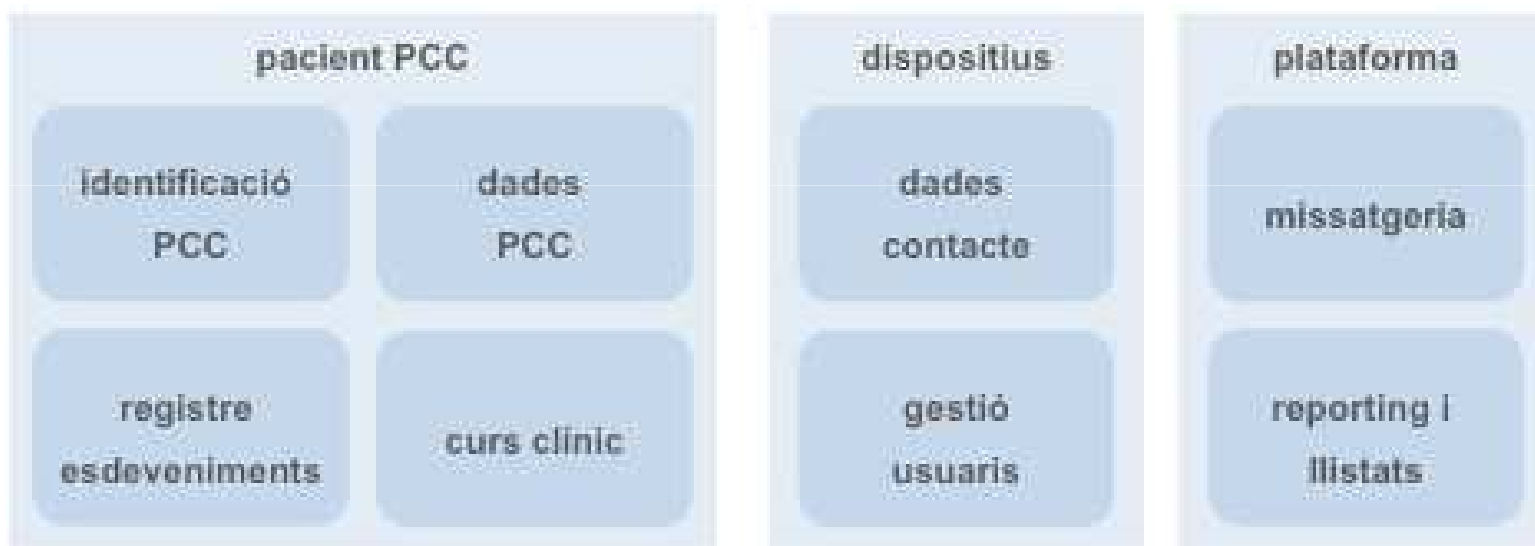 pacient PCC
identificació
PCC
dades
PCC
registre
esdeveniments
curs clínic
dispositius
dades
contacte
gestió
usuaris
plataforma
missatgeria
reporting i
llistats